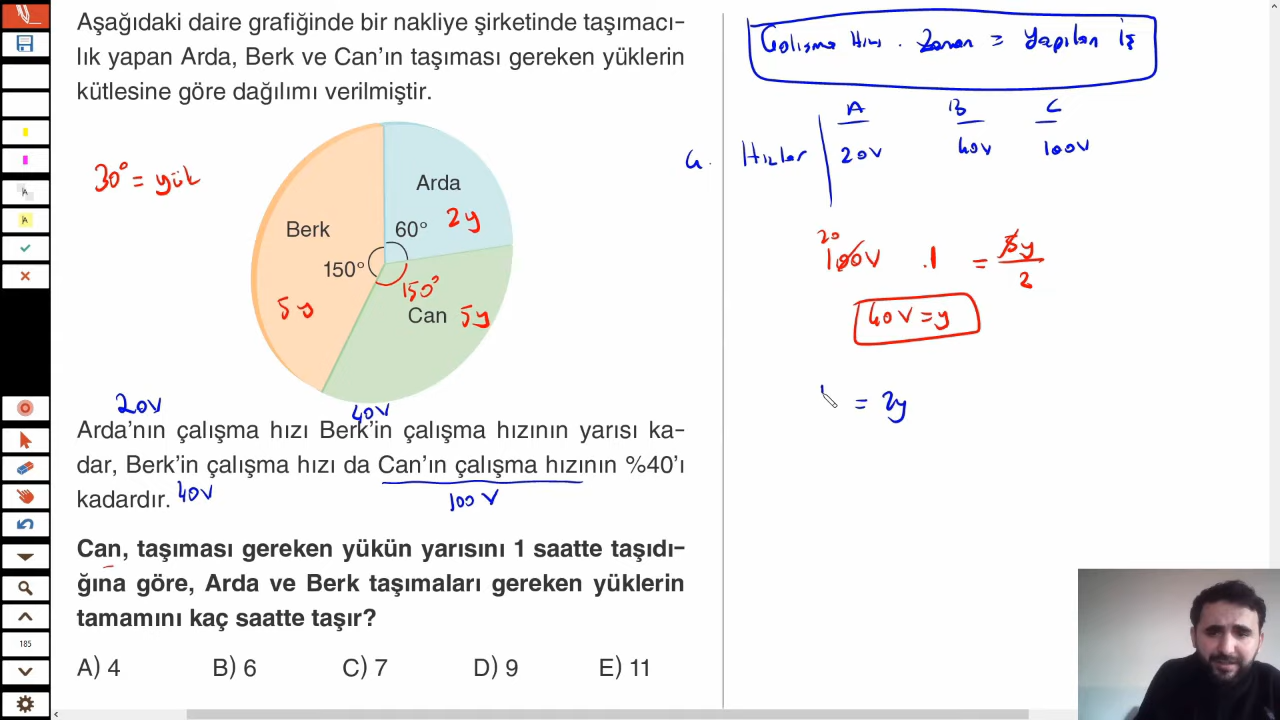 Aşağıdaki daire grafiğinde bir nakliye şirketinde taşımacı-
lık yapan Arda, Berk ve Can'ın taşıması gereken yüklerin
kütlesine göre dağılımı verilmiştir.
30° = yük
Arda
2y
60°
Berk
150°
5y
150°
Can 5y
20V
40V
Arda'nın çalışma hızı Berk'in çalışma hızının yarısı ka-
dar, Berk'in çalışma hızı da Can'ın çalışma hızının %40'ı
kadardır. 40V
100 V
Can, taşıması gereken yükün yarısını 1 saatte taşıdı-
ğına göre, Arda ve Berk taşımaları gereken yüklerin
tamamını kaç saatte taşır?
A) 4 B) 6 C) 7 D) 9 E) 11
Çalışma Hızı . Zaman = Yapılan İş
A B C
Ç. Hızlar 20V 40V 100V
20
100V .1 = 5y
2
40V = y
= 2y
185